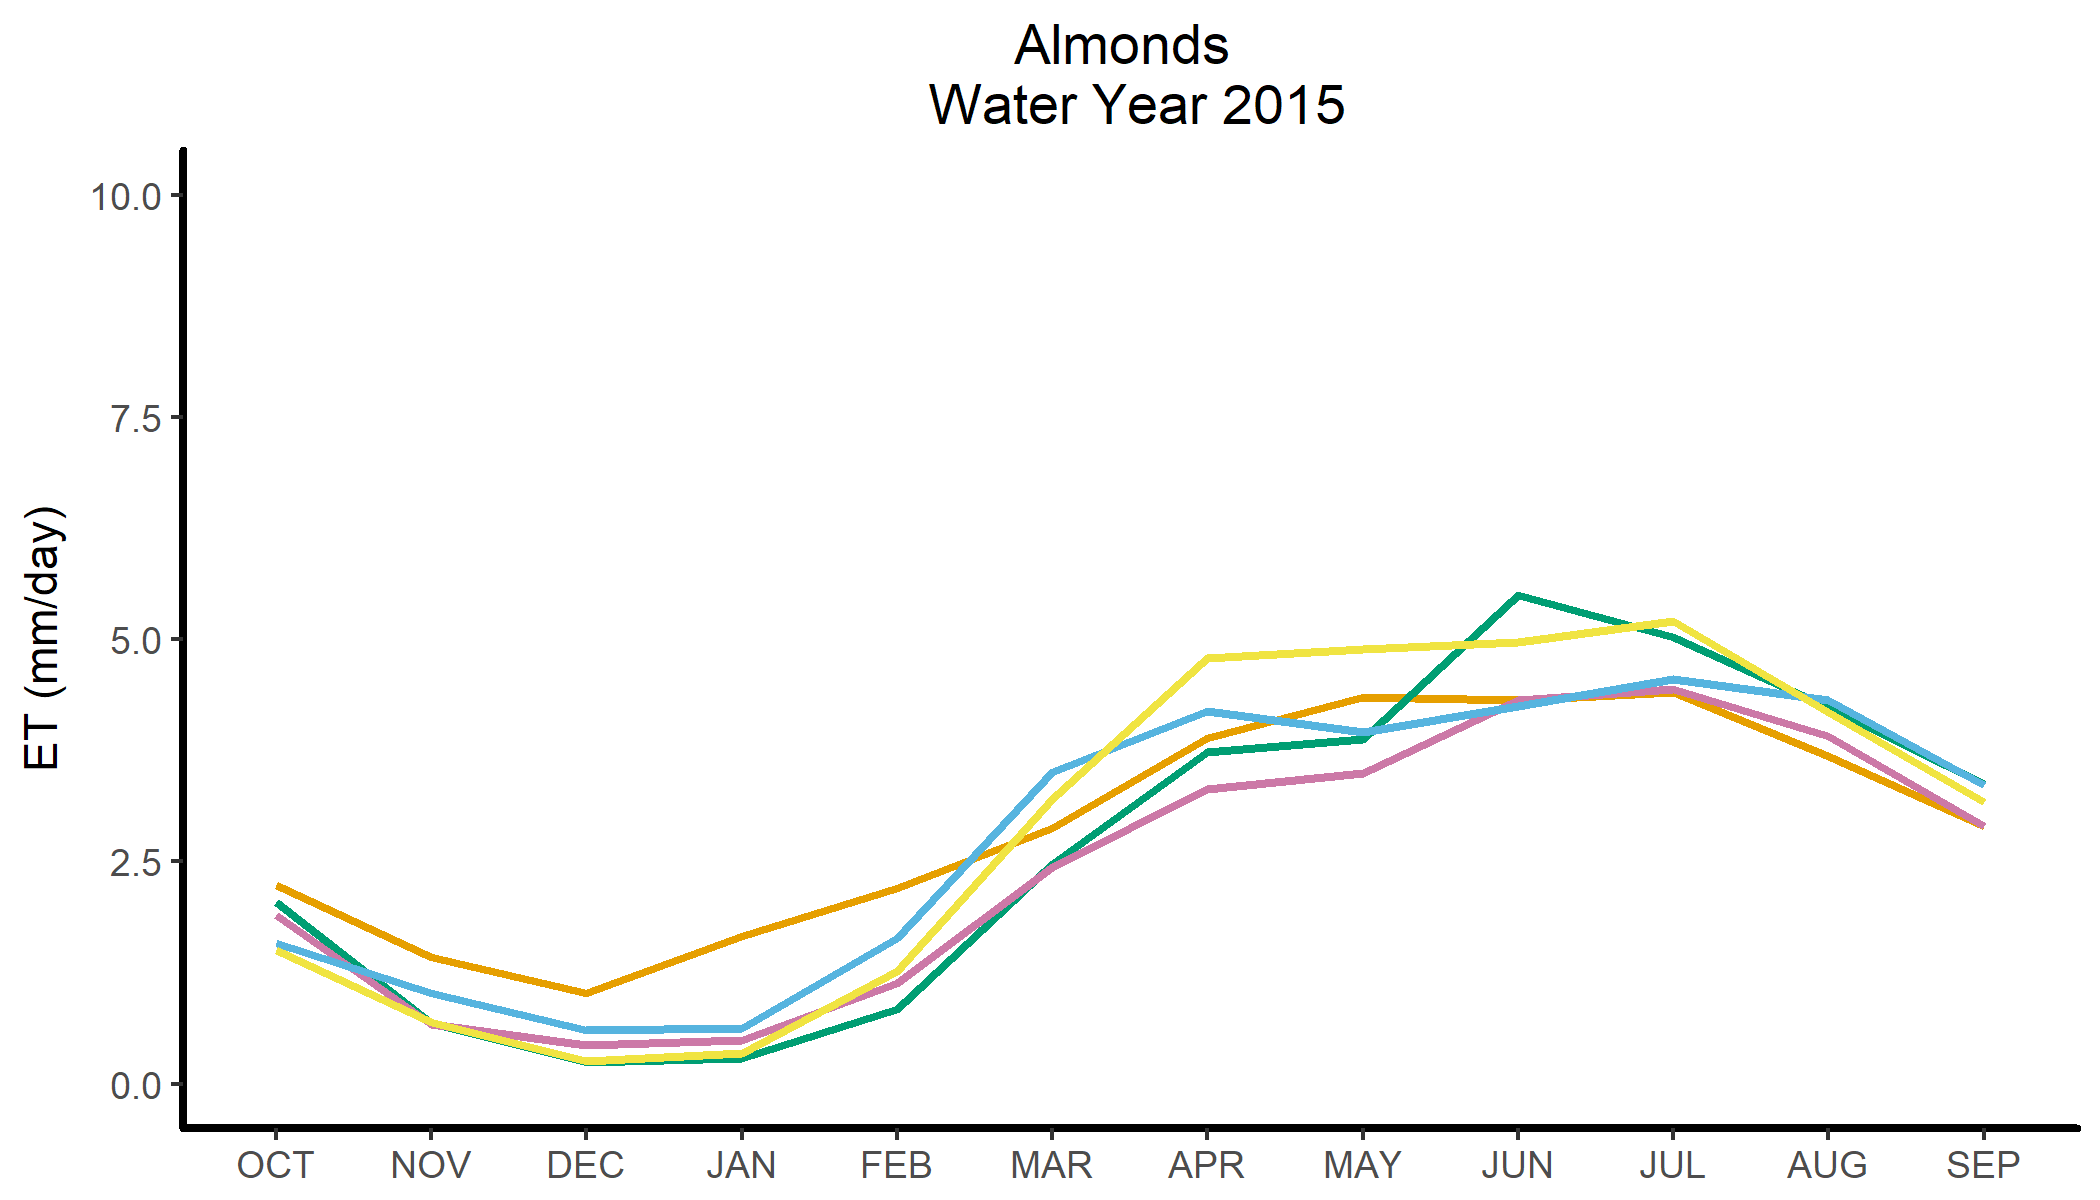 Almonds
Water Year 2015
ET (mm/day)
10.0
7.5
5.0
2.5
0.0
OCT NOV DEC JAN FEB MAR APR MAY JUN JUL AUG SEP